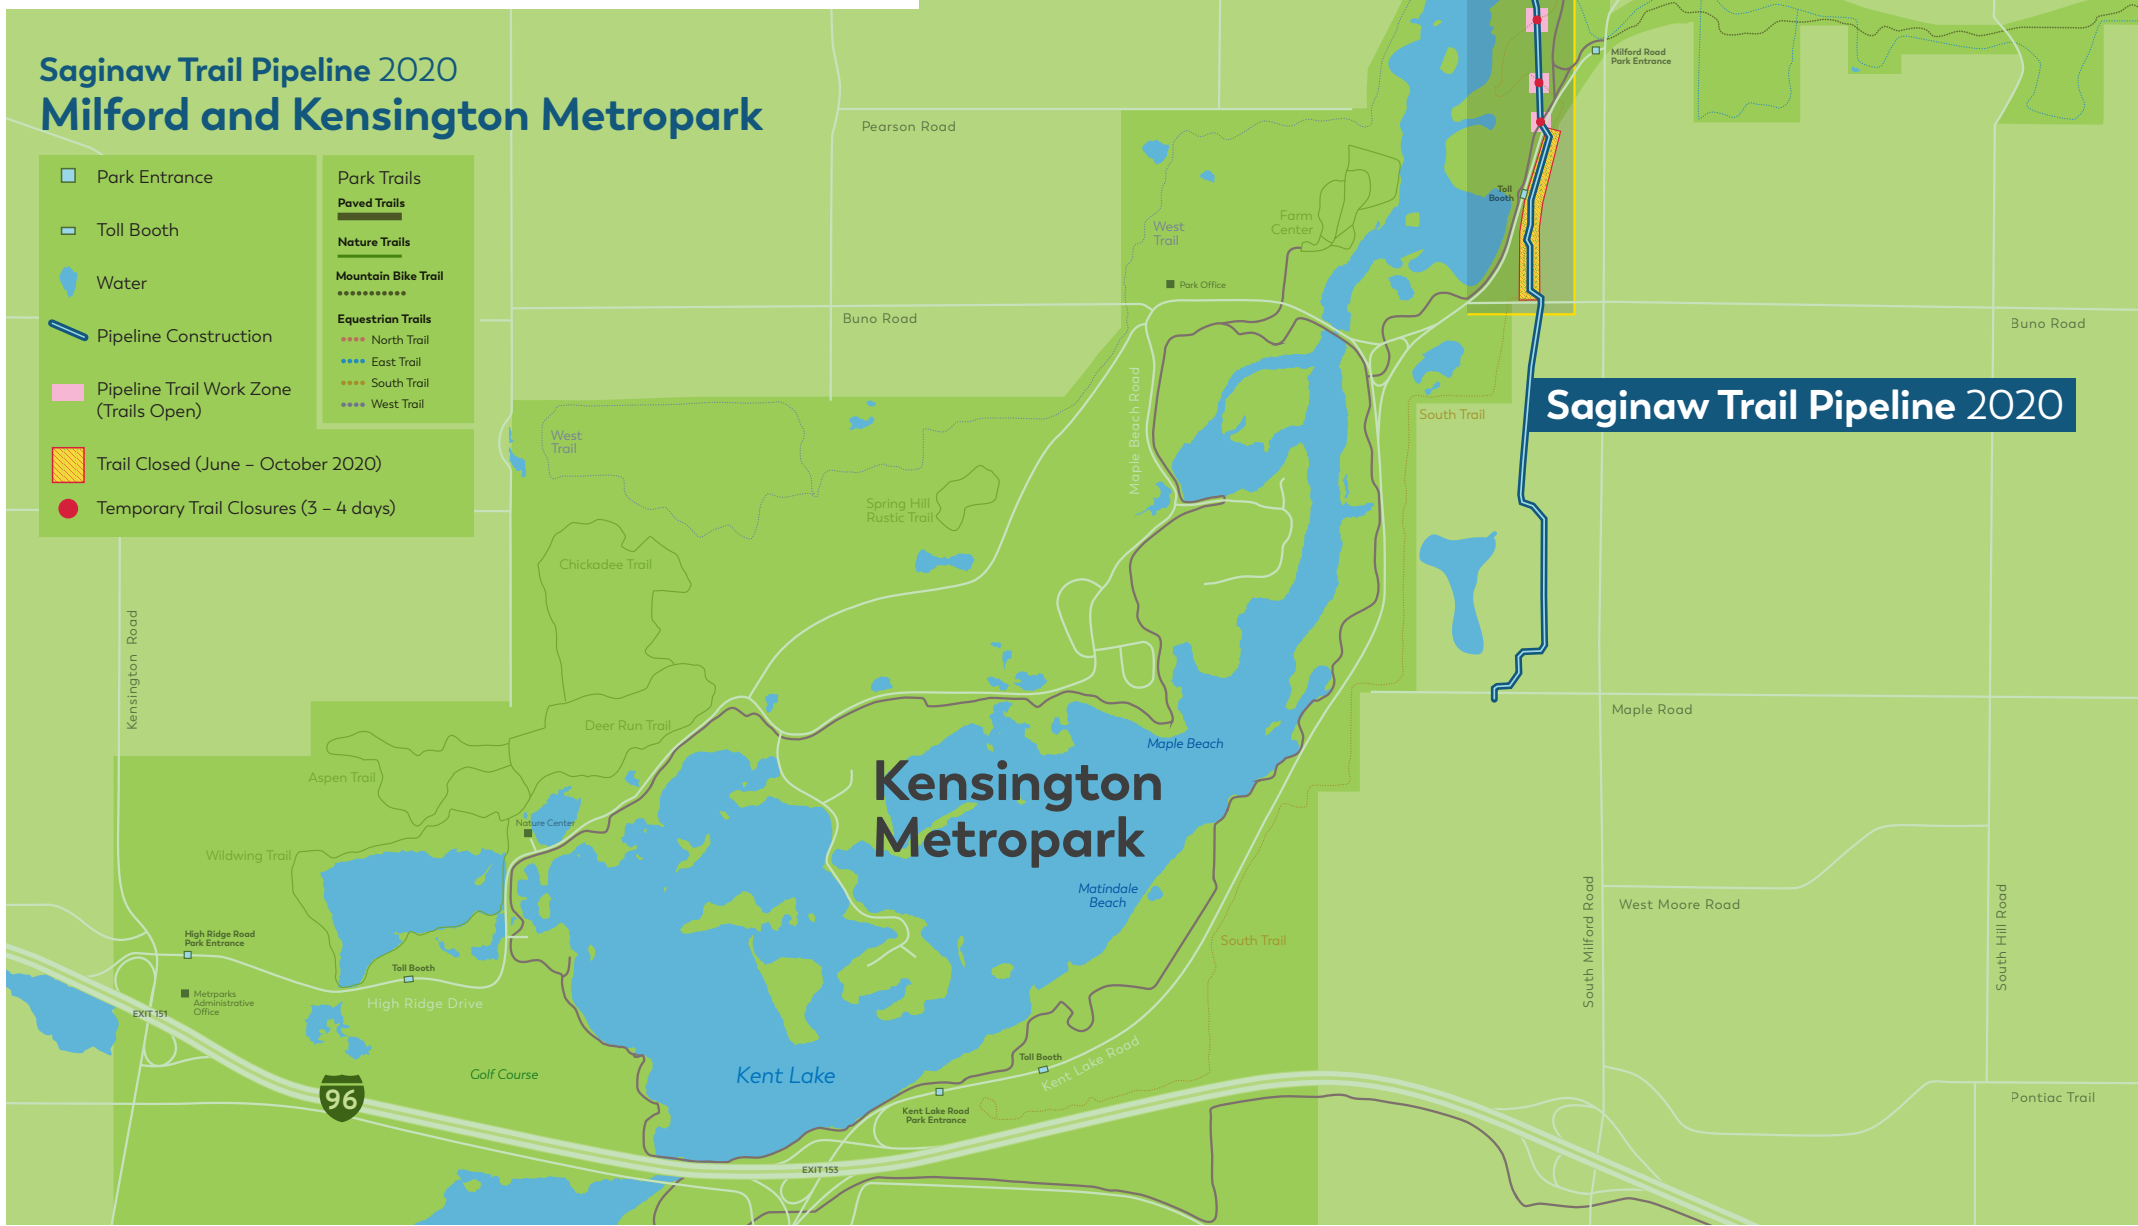 Saginaw Trail Pipeline 2020
Milford and Kensington Metropark
Park Entrance
Toll Booth
Water
Pipeline Construction
Pipeline Trail Work Zone
(Trails Open)
Trail Closed (June – October 2020)
Temporary Trail Closures (3 – 4 days)
Park Trails
Paved Trails
Nature Trails
Mountain Bike Trail
Equestrian Trails
North Trail
East Trail
South Trail
West Trail
Milford Road
Park Entrance
Pearson Road
Toll
Booth
Farm
Center
West
Trail
Park Office
Buno Road
Buno Road
Maple Beach Road
Saginaw Trail Pipeline 2020
South Trail
West
Trail
Spring Hill
Rustic Trail
Chickadee Trail
Kensington Road
Deer Run Trail
Aspen Trail
Maple Road
Maple Beach
Kensington
Metropark
Nature Center
Wildwing Trail
Matindale
Beach
West Moore Road
South Milford Road
South Hill Road
South Trail
High Ridge Road
Park Entrance
Toll Booth
High Ridge Drive
Metrparks
Administrative
Office
EXIT 151
Golf Course
96
Kent Lake
Toll Booth
Kent Lake Road
Kent Lake Road
Park Entrance
Pontiac Trail
EXIT 153